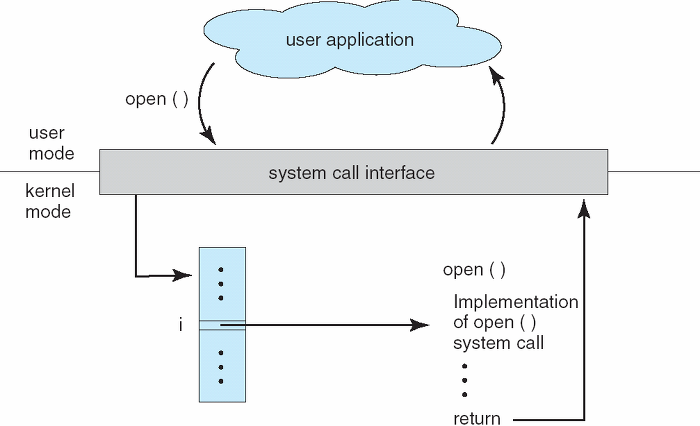 user application
open ( )
user
mode
system call interface
kernel
mode
open ( )
i
Implementation
of open ( )
system call
return